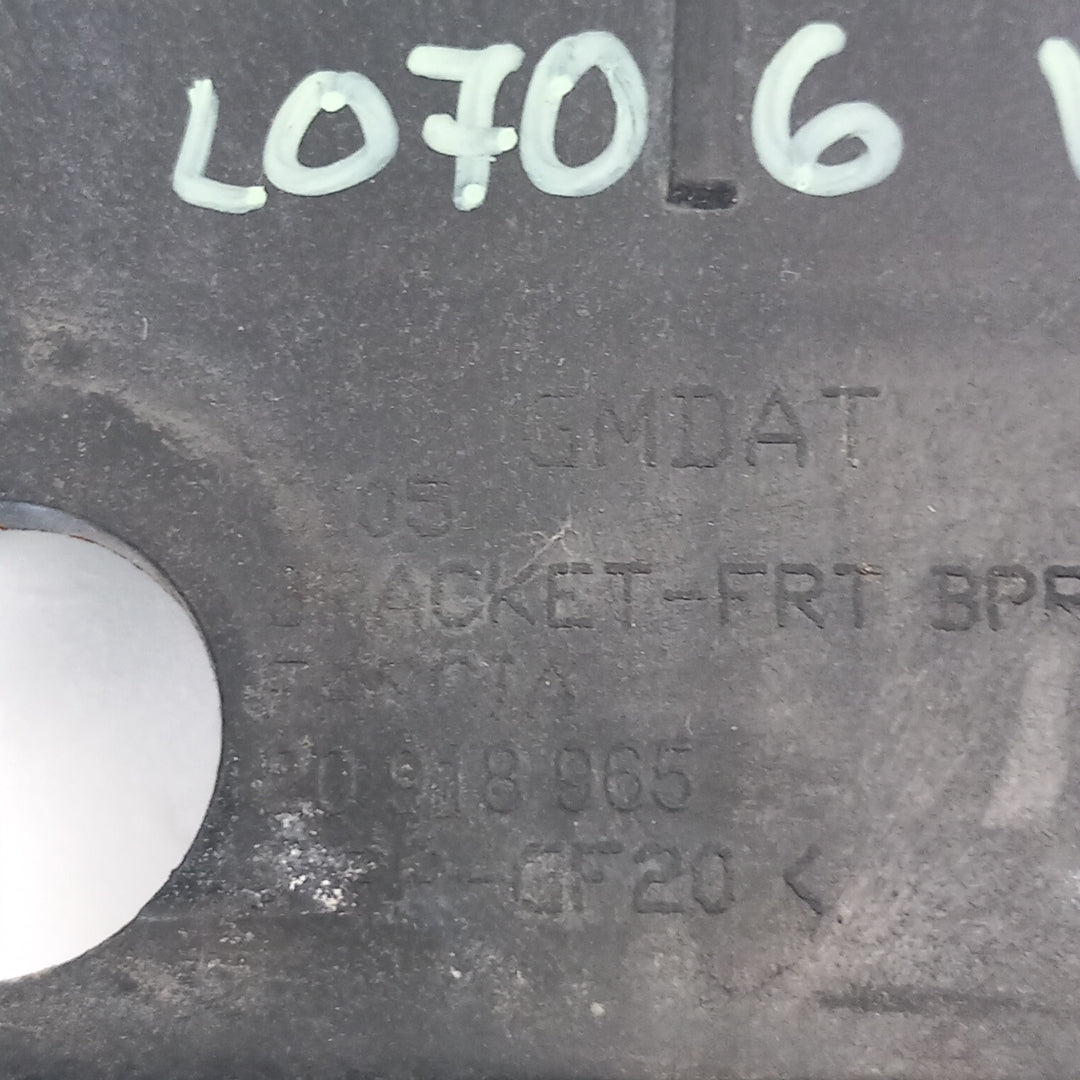 L070 6
GMDAT
05
BRACKET-FRT BPR
20 918 965
-GF20 <